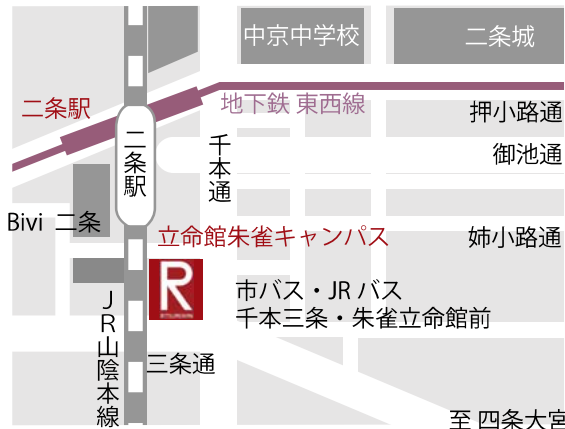 中京中学校
二条城
二条駅
地下鉄 東西線
押小路通
二条駅
千本通
御池通
Bivi 二条
立命館朱雀キャンパス
姉小路通
R
市バス・JR バス
千本三条・朱雀立命館前
JR山陰本線
三条通
至 四条大宮